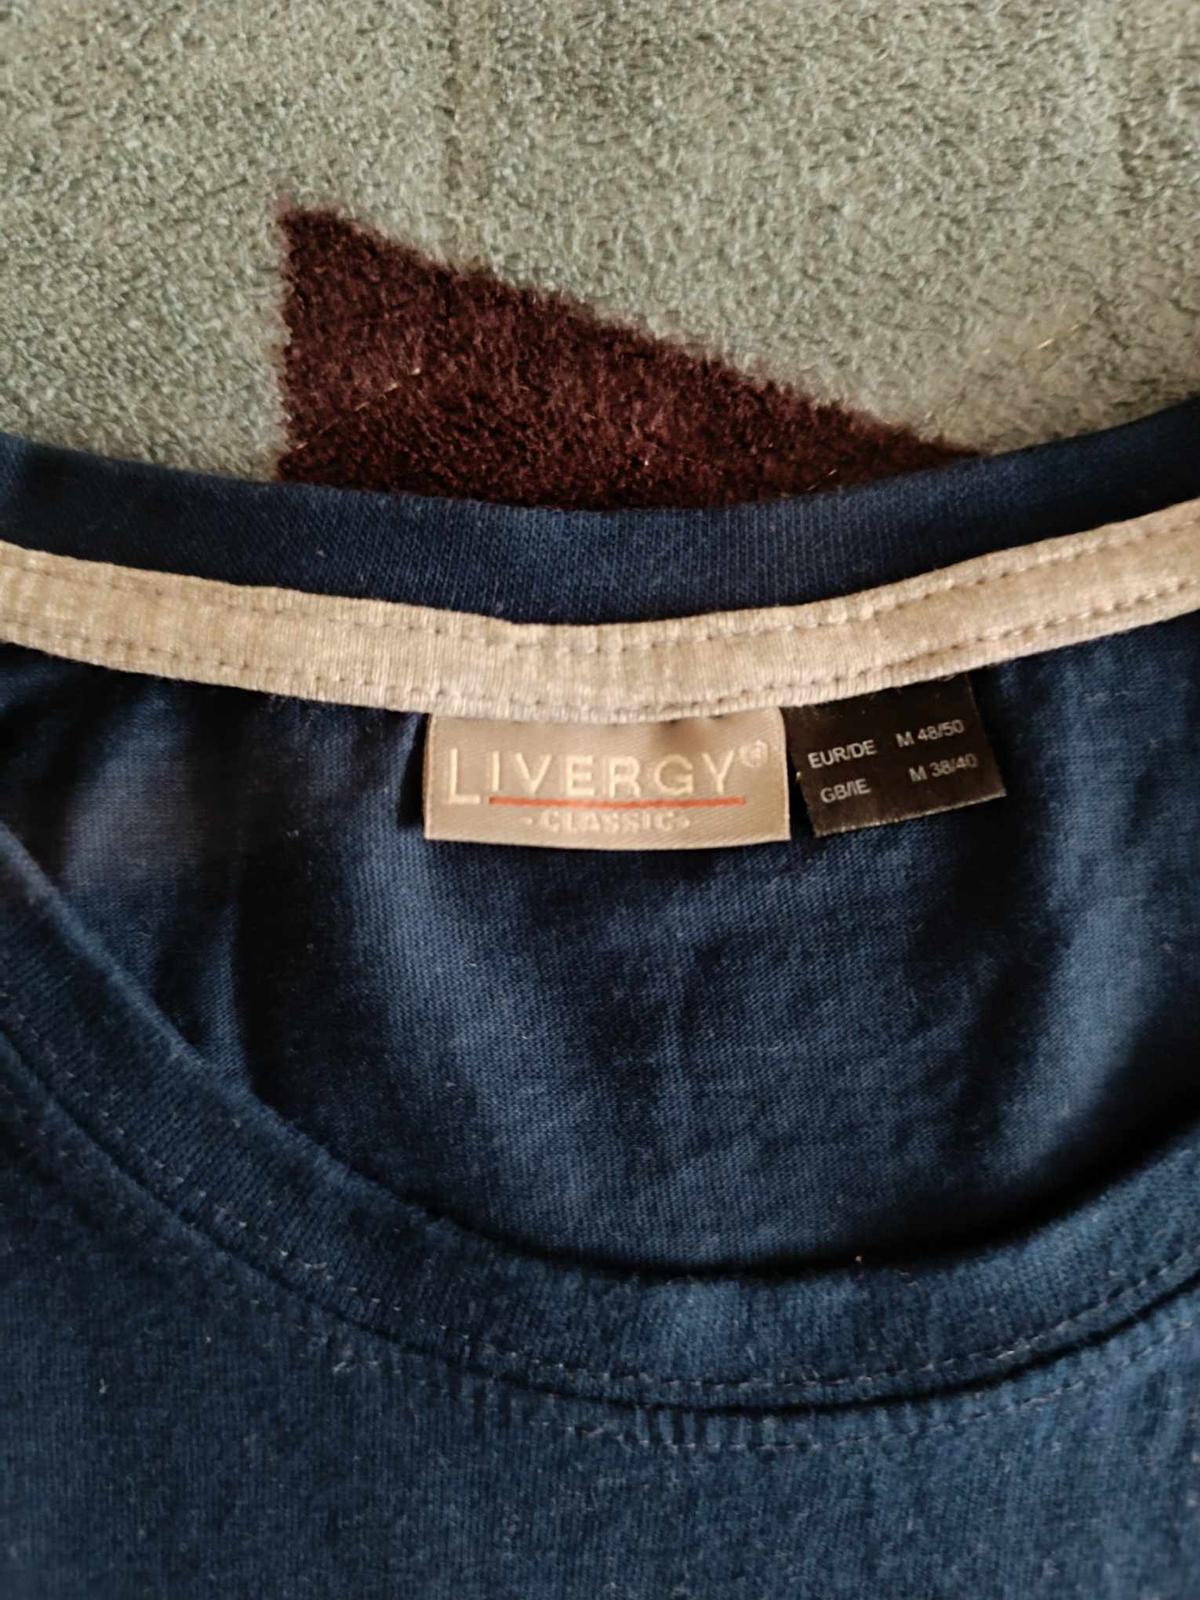 LIVERGY®
- CLASSIC -
EUR/DE M 48/50
GB/IE M 38/40